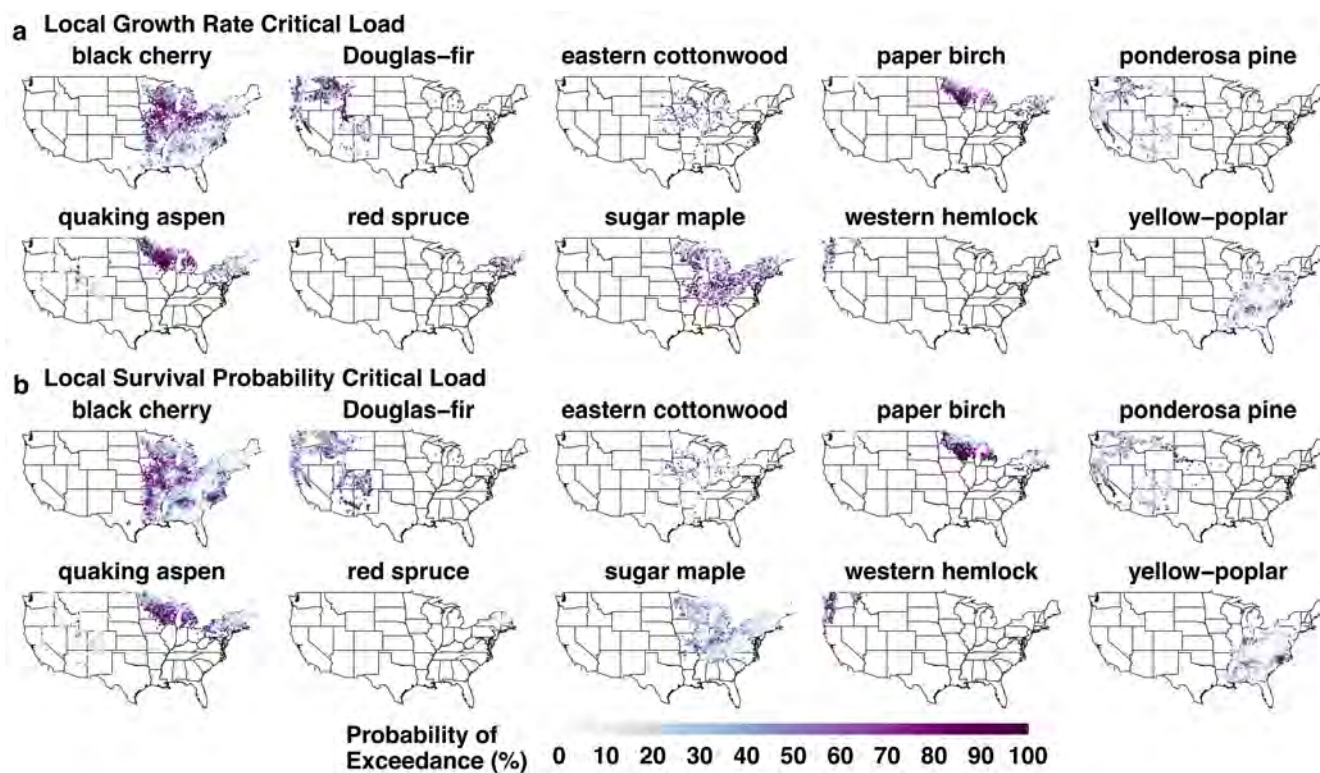 a Local Growth Rate Critical Load
black cherry Douglas–fir eastern cottonwood paper birch ponderosa pine
quaking aspen red spruce sugar maple western hemlock yellow–poplar
b Local Survival Probability Critical Load
black cherry Douglas–fir eastern cottonwood paper birch ponderosa pine
quaking aspen red spruce sugar maple western hemlock yellow–poplar
Probability of
Exceedance (%) 0 10 20 30 40 50 60 70 80 90 100